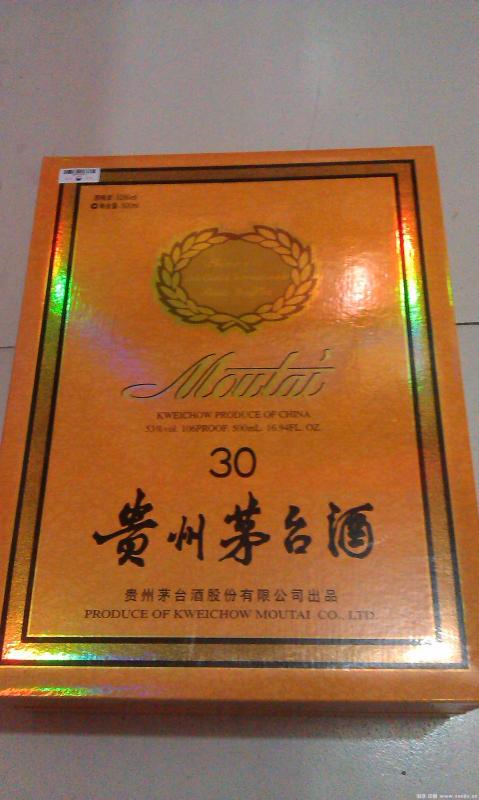 Moutai
KWEICHOW PRODUCE OF CHINA
53%vol. 106PROOF. 500mL. 16.94FL. OZ.
30
贵州茅台酒
贵州茅台酒股份有限公司出品
PRODUCE OF KWEICHOW MOUTAI CO., LTD.